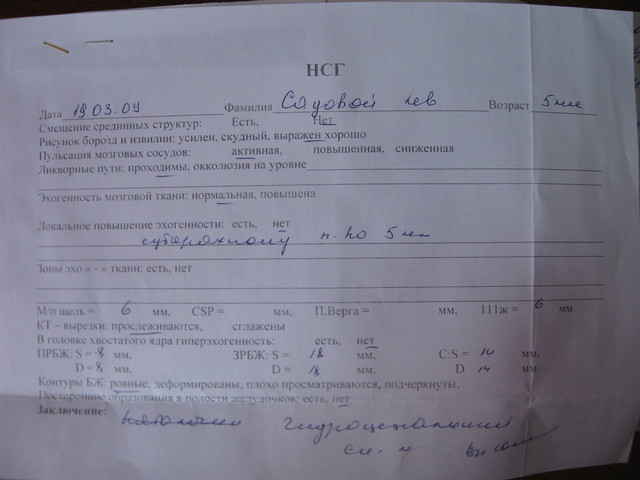 НСГ
Дата 19.03.09 Фамилия Садовой Лев Возраст 5 мес
Смещение срединных структур: Есть, Нет
Рисунок борозд и извилин: усилен, скудный, выражен хорошо
Пульсация мозговых сосудов: активная, повышенная, сниженная
Ликворные пути: проходимы, окклюзия на уровне
Эхогенность мозговой ткани: нормальная, повышена
Локальное повышение эхогенности: есть, нет
п. по 5 мм
Зоны эхо « - » ткани: есть, нет
М/п щель = 6 мм, CSP = мм, П.Верга = мм, 111ж = 6 мм
КТ – вырезки: прослеживаются, сглажены
В головке хвостатого ядра гиперэхогенность: есть, нет
ПРБЖ: S = 8 мм, ЗРБЖ: S = 18 мм, C:S = 14 мм,
D = 8 мм, D = 18 мм, D 14 мм.
Контуры БЖ: ровные, деформированы, плохо просматриваются, подчеркнуты,
Посторонние образования в полости желудочков: есть, нет
Заключение: